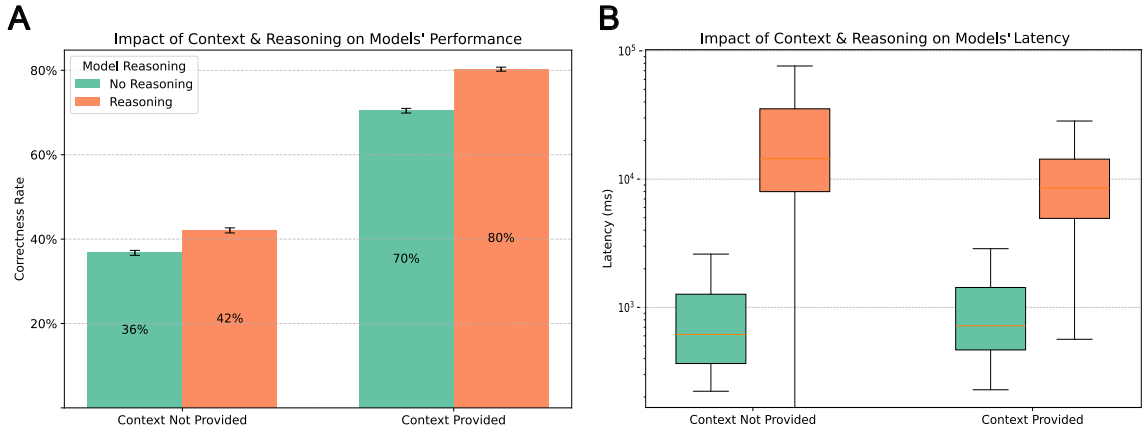 A
Impact of Context & Reasoning on Models' Performance
Model Reasoning
No Reasoning
Reasoning
80%
60%
40%
20%
Correctness Rate
36%
42%
70%
80%
Context Not Provided
Context Provided
B
Impact of Context & Reasoning on Models' Latency
10^5
10^4
10^3
Latency (ms)
Context Not Provided
Context Provided